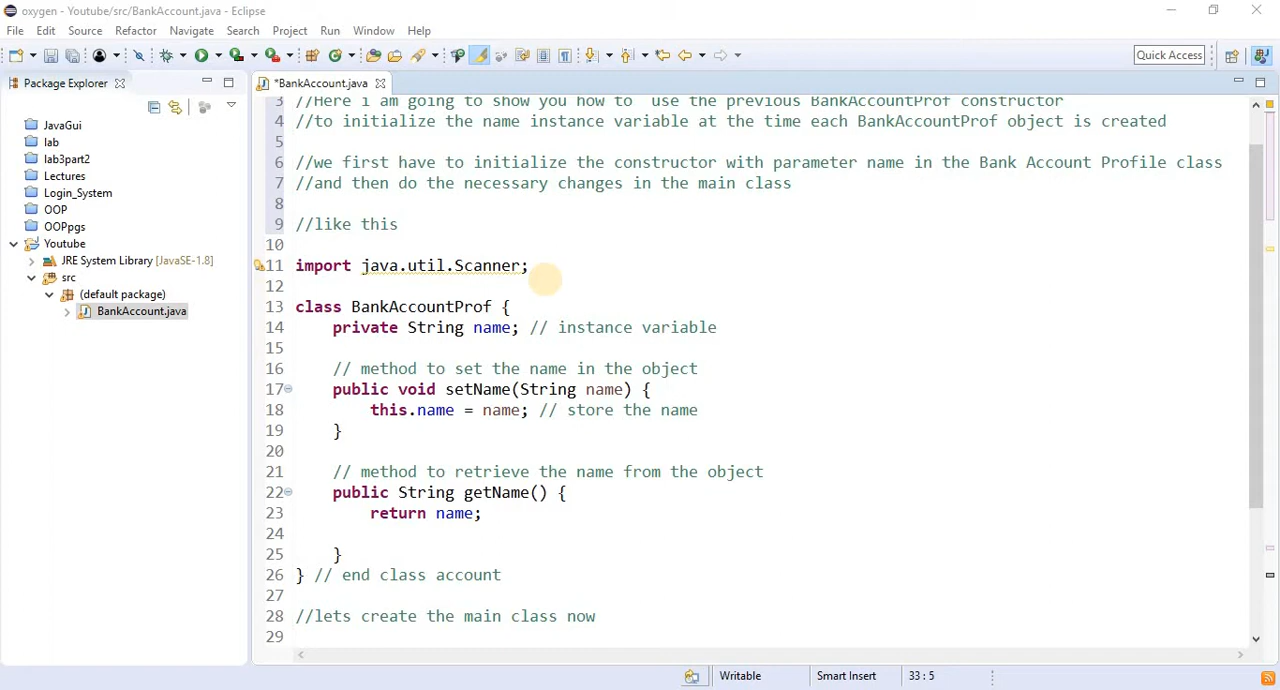 oxygen - Youtube/src/BankAccount.java - Eclipse
File Edit Source Refactor Navigate Search Project Run Window Help
Quick Access
Package Explorer
*BankAccount.java
JavaGui
lab
lab3part2
Lectures
Login_System
OOP
OOPpgs
Youtube
JRE System Library [JavaSE-1.8]
src
(default package)
BankAccount.java
3 //Here i am going to show you how to use the previous BankAccountProf constructor
4 //to initialize the name instance variable at the time each BankAccountProf object is created
5
6 //we first have to initialize the constructor with parameter name in the Bank Account Profile class
7 //and then do the necessary changes in the main class
8
9 //like this
10
11 import java.util.Scanner;
12
13 class BankAccountProf {
14 private String name; // instance variable
15
16 // method to set the name in the object
17 public void setName(String name) {
18 this.name = name; // store the name
19 }
20
21 // method to retrieve the name from the object
22 public String getName() {
23 return name;
24
25 }
26 } // end class account
27
28 //lets create the main class now
29
Writable Smart Insert 33 : 5